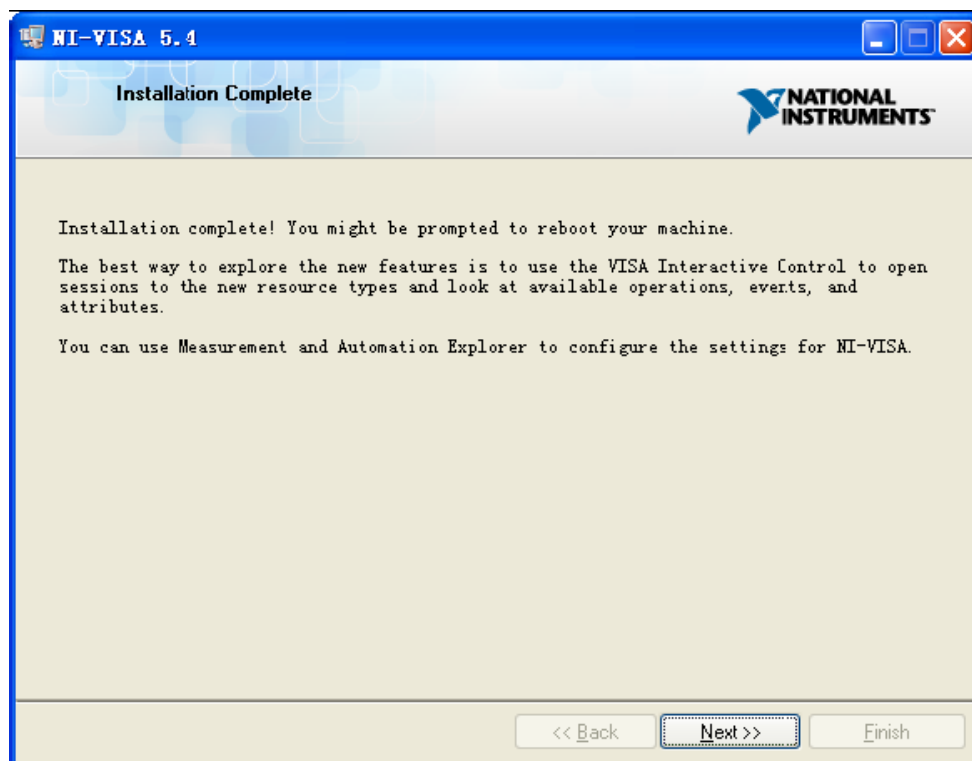 NI-VISA 5.4
Installation Complete
NATIONAL
INSTRUMENTS™
Installation complete! You might be prompted to reboot your machine.
The best way to explore the new features is to use the VISA Interactive Control to open
sessions to the new resource types and look at available operations, events, and
attributes.
You can use Measurement and Automation Explorer to configure the settings for NI-VISA.
<< Back
Next >>
Finish